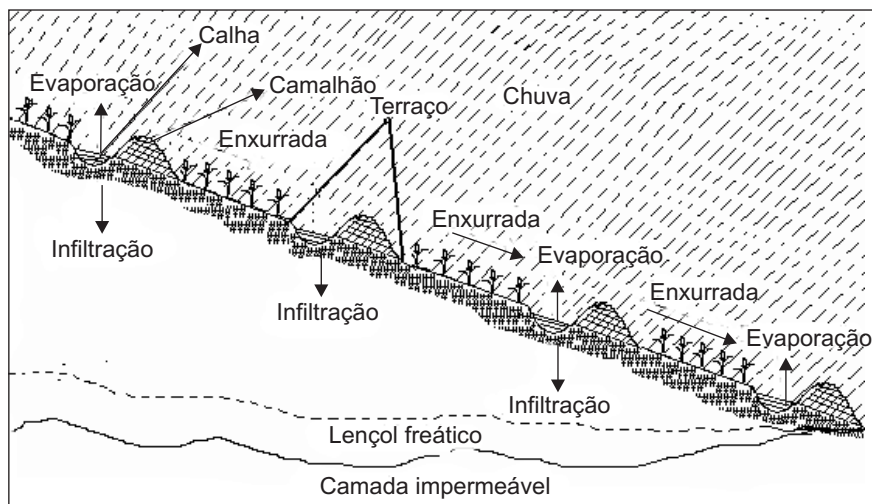 Calha
Evaporação
Camalhão
Terraço
Chuva
Enxurrada
Infiltração
Enxurrada
Evaporação
Infiltração
Enxurrada
Evaporação
Infiltração
Lençol freático
Camada impermeável